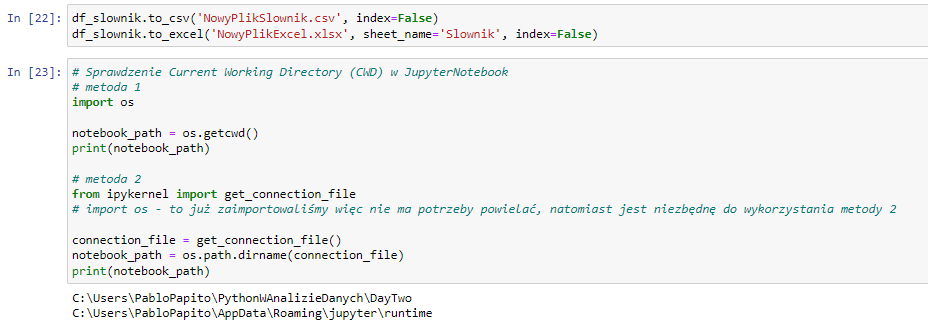 In [22]: df_slownik.to_csv('NowyPlikSlownik.csv', index=False)
df_slownik.to_excel('NowyPlikExcel.xlsx', sheet_name='Slownik', index=False)
In [23]: # Sprawdzenie Current Working Directory (CWD) w JupyterNotebook
# metoda 1
import os
notebook_path = os.getcwd()
print(notebook_path)
# metoda 2
from ipykernel import get_connection_file
# import os - to już zaimportowaliśmy więc nie ma potrzeby powielać, natomiast jest niezbędnę do wykorzystania metody 2
connection_file = get_connection_file()
notebook_path = os.path.dirname(connection_file)
print(notebook_path)
C:\Users\PabloPapito\PythonWAnalizieDanych\DayTwo
C:\Users\PabloPapito\AppData\Roaming\jupyter\runtime